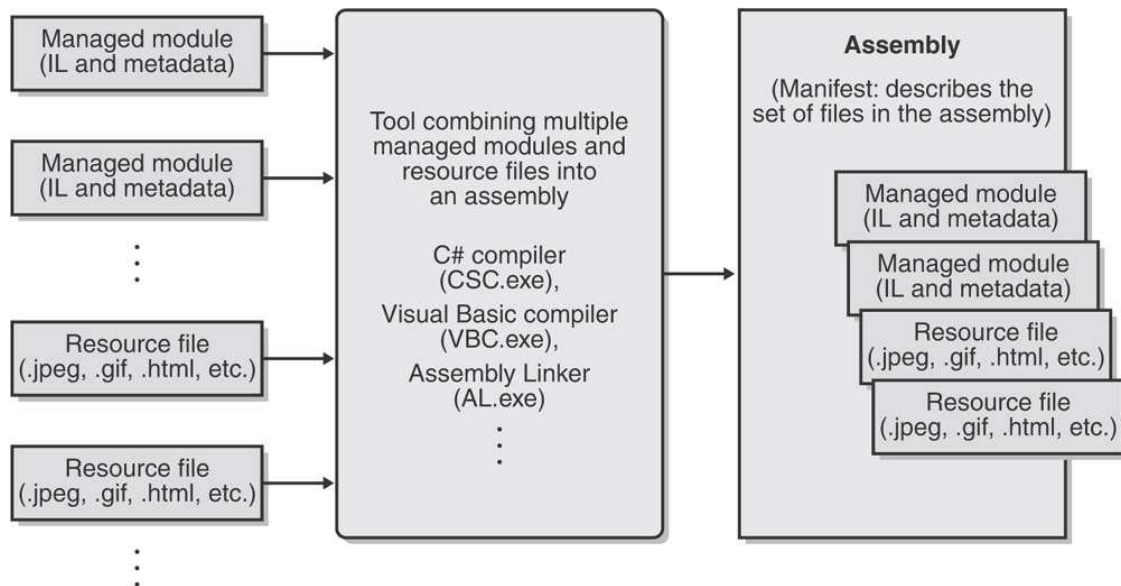 Managed module
(IL and metadata)
Managed module
(IL and metadata)
Resource file
(.jpeg, .gif, .html, etc.)
Resource file
(.jpeg, .gif, .html, etc.)
Tool combining multiple
managed modules and
resource files into
an assembly
C# compiler
(CSC.exe),
Visual Basic compiler
(VBC.exe),
Assembly Linker
(AL.exe)
Assembly
(Manifest: describes the
set of files in the assembly)
Managed module
(IL and metadata)
Managed module
(IL and metadata)
Resource file
(.jpeg, .gif, .html, etc.)
Resource file
(.jpeg, .gif, .html, etc.)